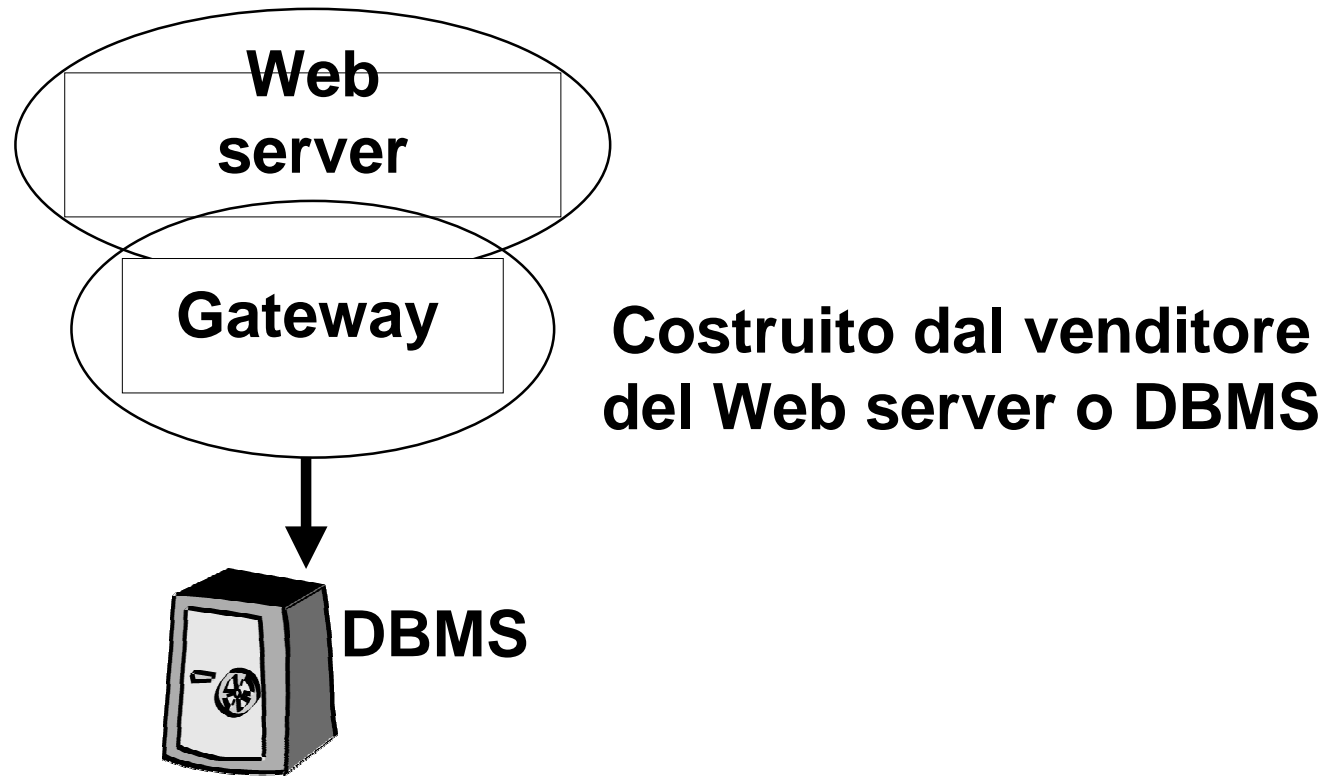 Web
server
Gateway
Costruito dal venditore
del Web server o DBMS
DBMS